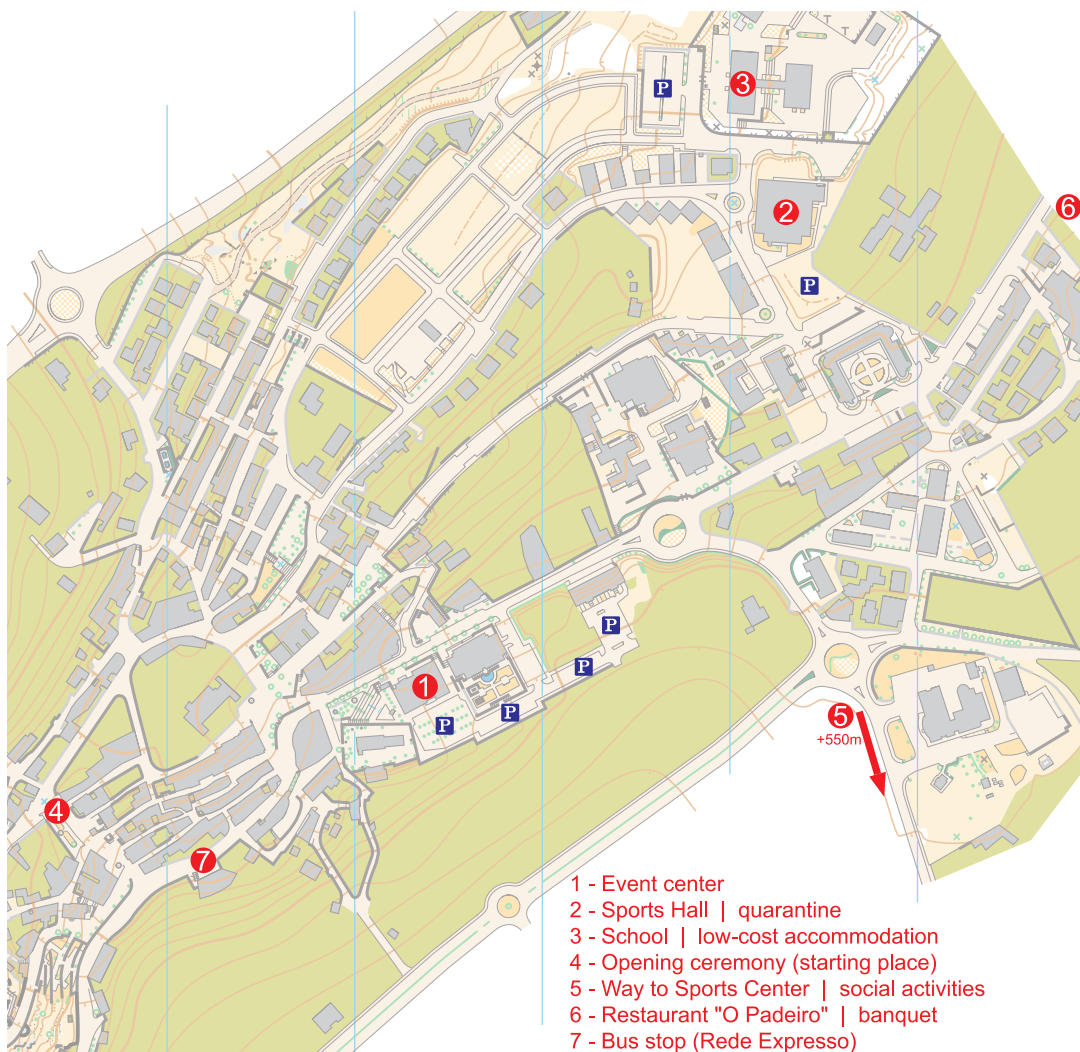 P
3
6
2
P
P
P
1
P
P
5
+550m
4
7
1 - Event center
2 - Sports Hall | quarantine
3 - School | low-cost accommodation
4 - Opening ceremony (starting place)
5 - Way to Sports Center | social activities
6 - Restaurant "O Padeiro" | banquet
7 - Bus stop (Rede Expresso)